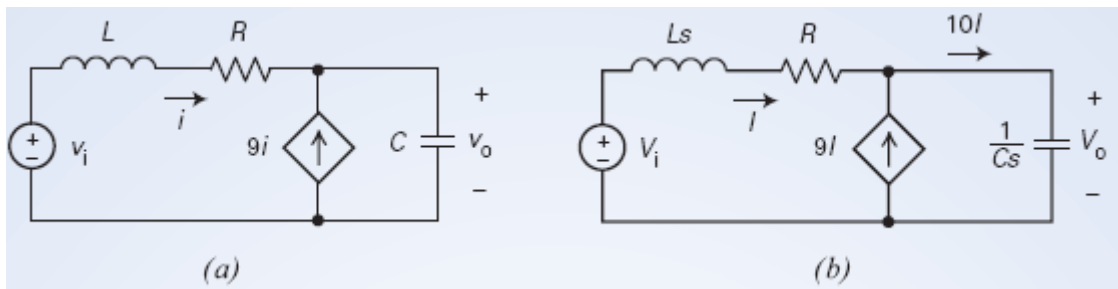 L R
i
v_i
+
−
9i
C
+
v_o
−
(a)
Ls R
10I
I
V_i
+
−
9I
1
Cs
+
V_o
−
(b)